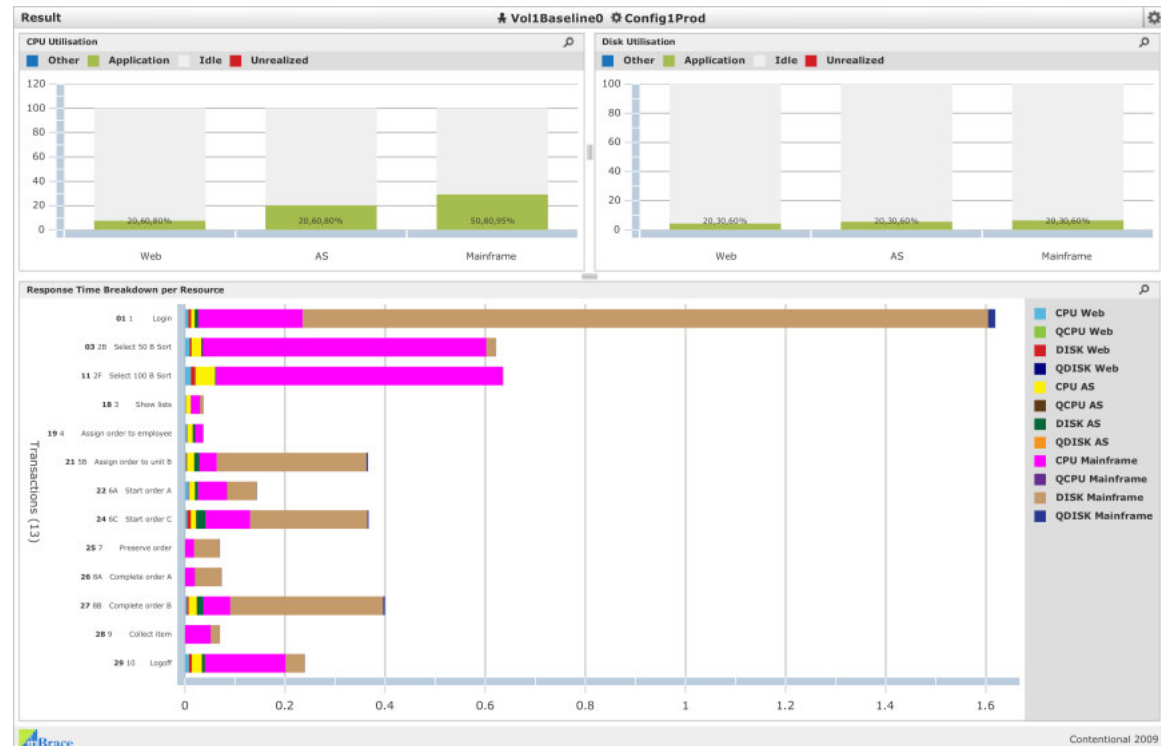 Result
Vol1Baseline0 Config1Prod
CPU Utilisation
Other Application Idle Unrealized
120
100
80
60
40
20
0
20,60,80%
20,60,80%
50,80,95%
Web AS Mainframe
Disk Utilisation
Other Application Idle Unrealized
100
80
60
40
20
0
20,30,60%
20,30,60%
20,30,60%
Web AS Mainframe
Response Time Breakdown per Resource
Transactions (13)
01 1 Login
03 2B Select 50 B Sort
11 2F Select 100 B Sort
18 3 Show lists
19 4 Assign order to employee
21 5B Assign order to unit B
22 6A Start order A
24 6C Start order C
25 7 Preserve order
26 8A Complete order A
27 8B Complete order B
28 9 Collect item
29 10 Logoff
0 0.2 0.4 0.6 0.8 1 1.2 1.4 1.6
CPU Web
QCPU Web
DISK Web
QDISK Web
CPU AS
QCPU AS
DISK AS
QDISK AS
CPU Mainframe
QCPU Mainframe
DISK Mainframe
QDISK Mainframe
Contentional 2009